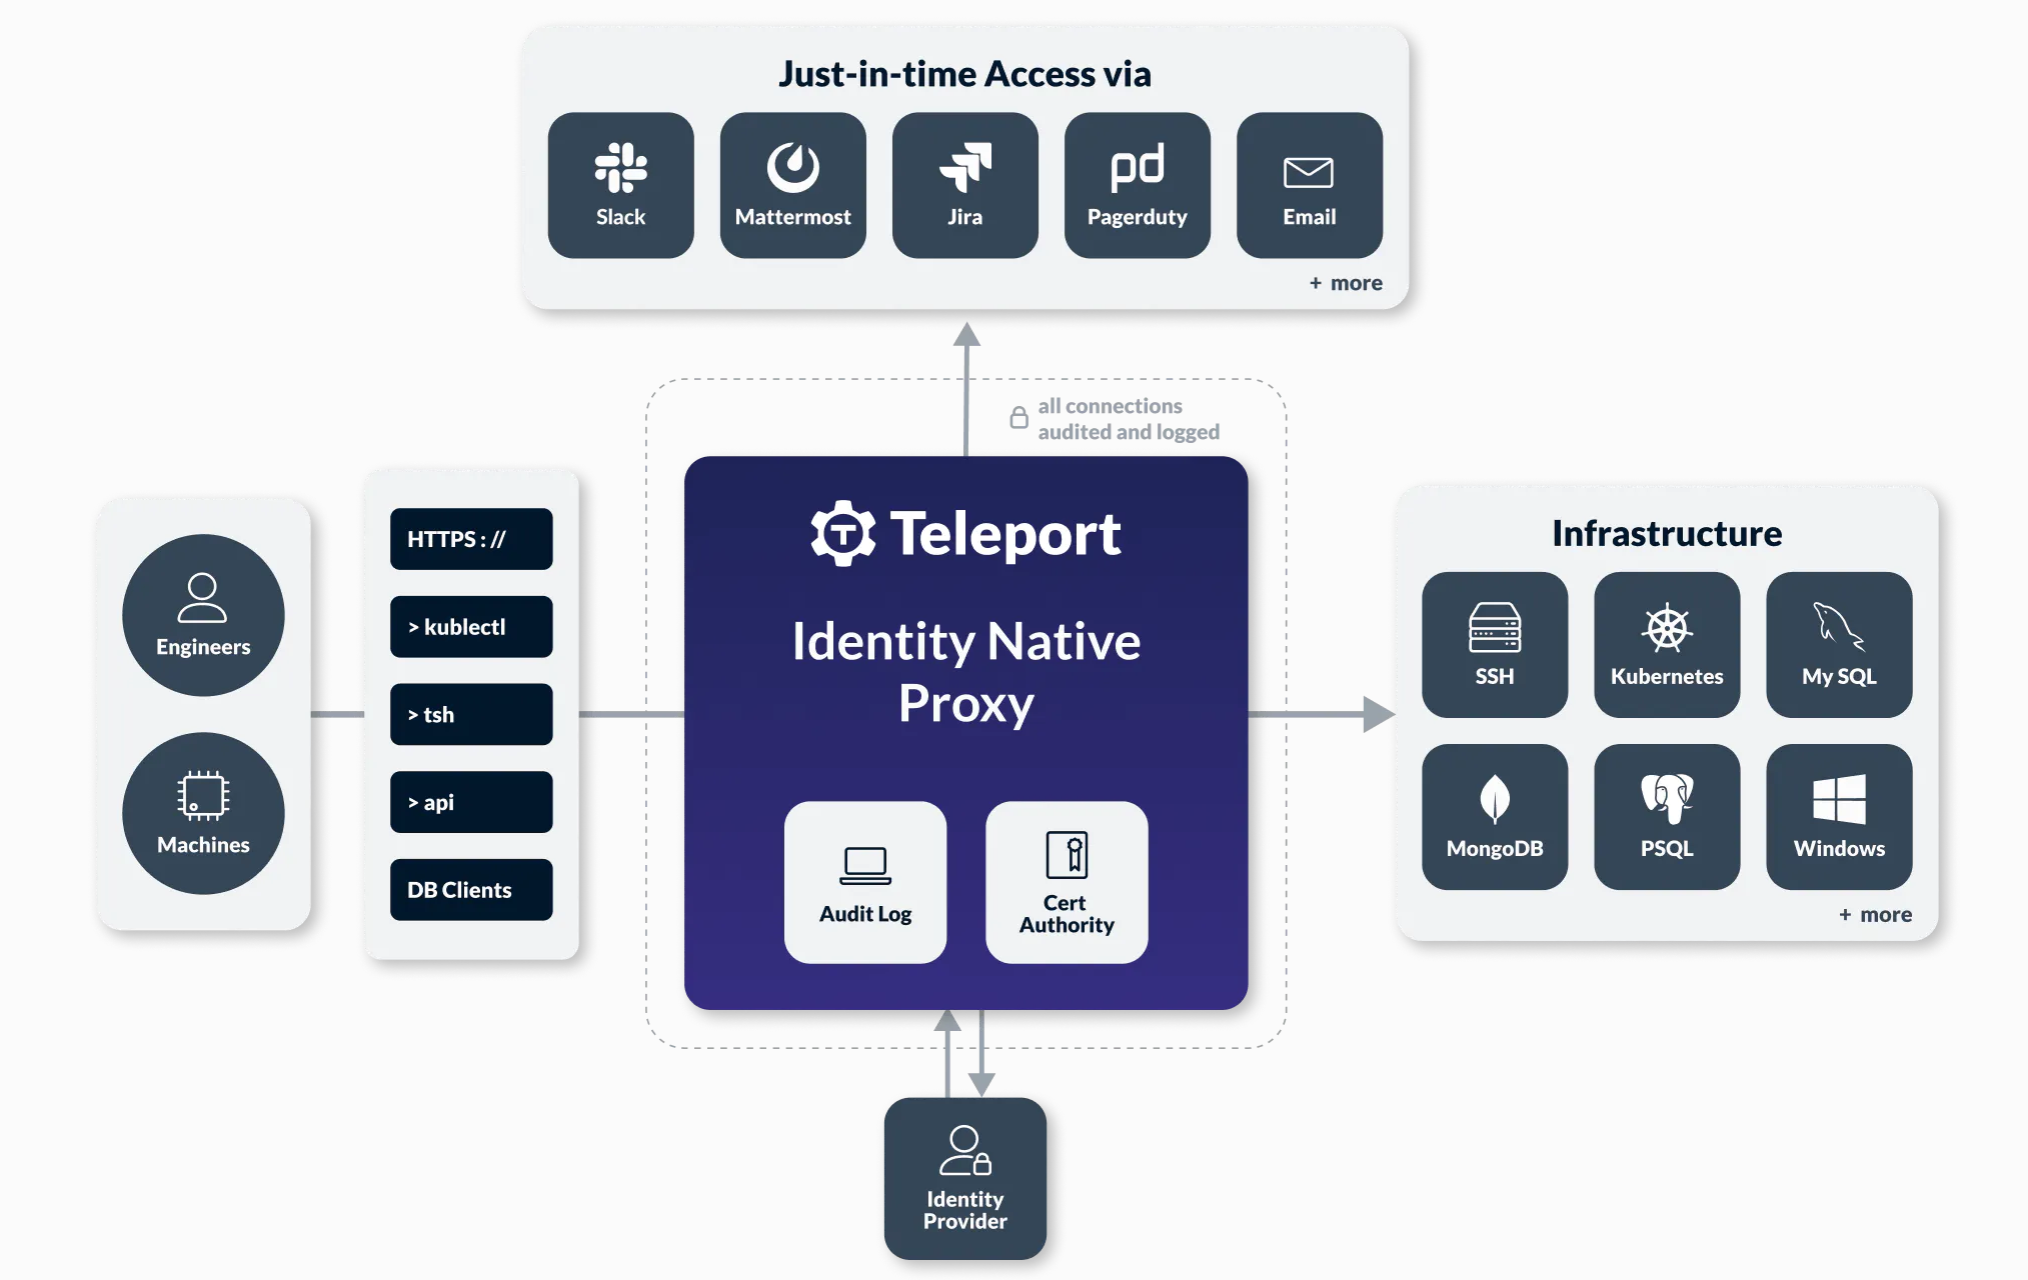 Just-in-time Access via
Slack
Mattermost
Jira
pd
Pagerduty
Email
+ more
all connections
audited and logged
Engineers
Machines
HTTPS : //
> kublectl
> tsh
> api
DB Clients
T Teleport
Identity Native
Proxy
Audit Log
Cert
Authority
Infrastructure
SSH
Kubernetes
My SQL
MongoDB
PSQL
Windows
+ more
Identity
Provider